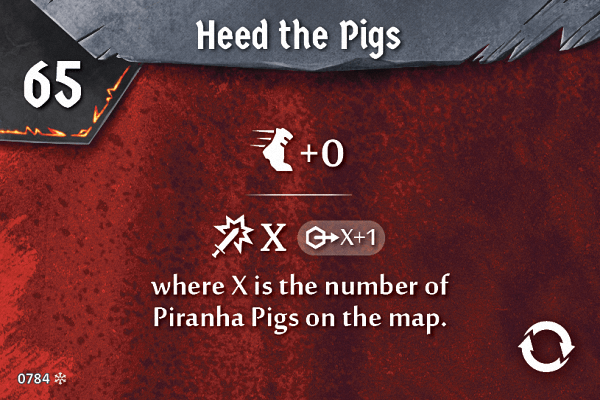 Heed the Pigs
65
+0
X X+1
where X is the number of
Piranha Pigs on the map.
0784